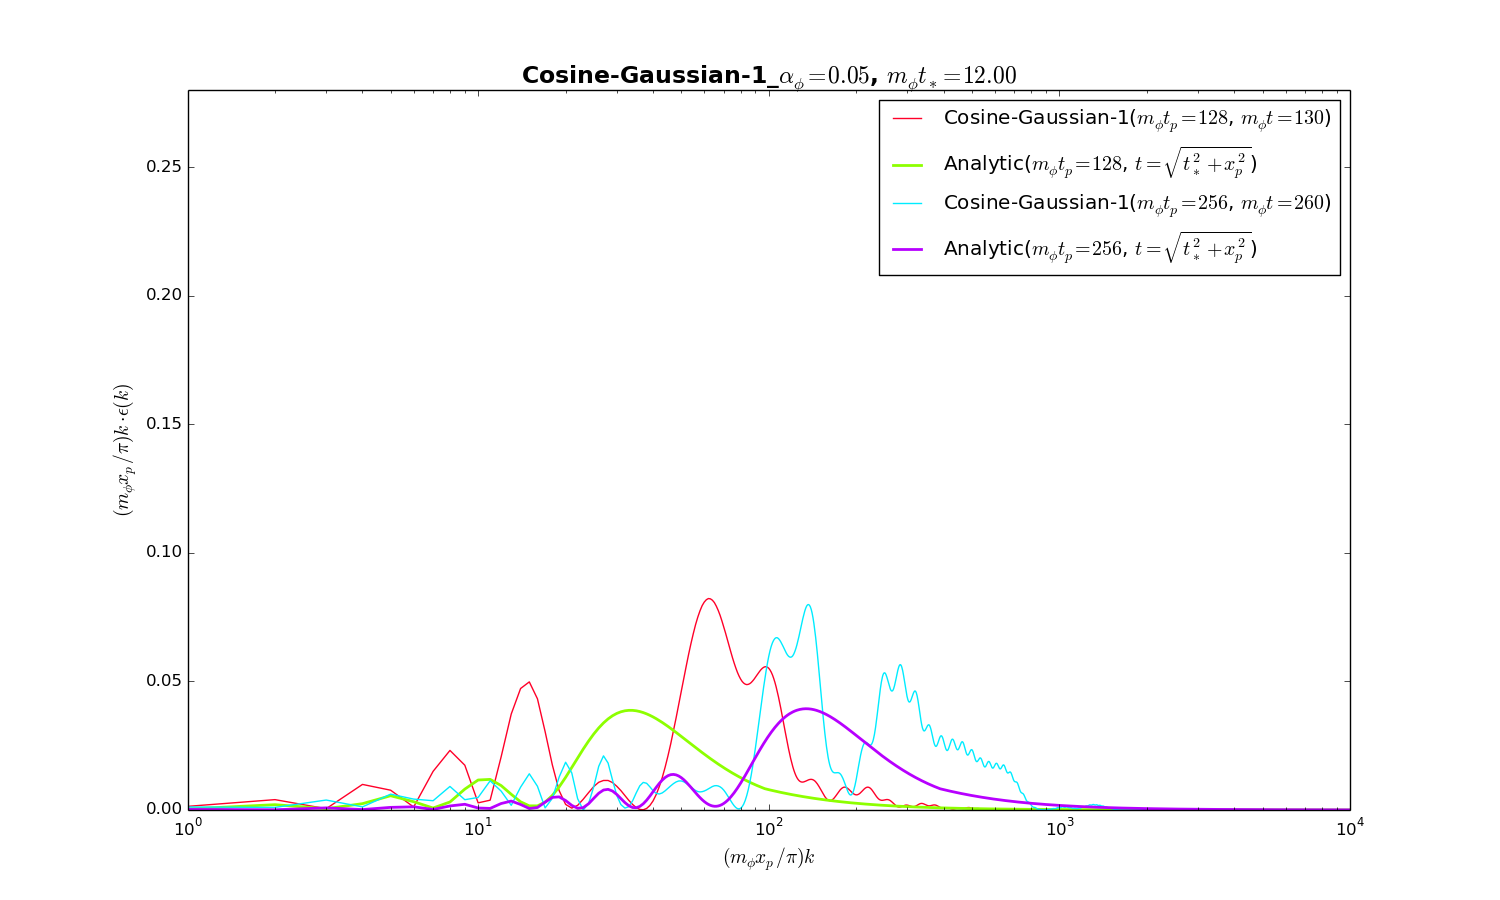 Cosine-Gaussian-1_α_ϕ=0.05, m_ϕt_*=12.00
Cosine-Gaussian-1(m_ϕt_p=128, m_ϕt=130)
Analytic(m_ϕt_p=128, t=√(t_*^2+x_p^2))
Cosine-Gaussian-1(m_ϕt_p=256, m_ϕt=260)
Analytic(m_ϕt_p=256, t=√(t_*^2+x_p^2))
0.25
0.20
0.15
0.10
0.05
0.00
(m_ϕx_p/π)k·ϵ(k)
10^0 10^1 10^2 10^3 10^4
(m_ϕx_p/π)k